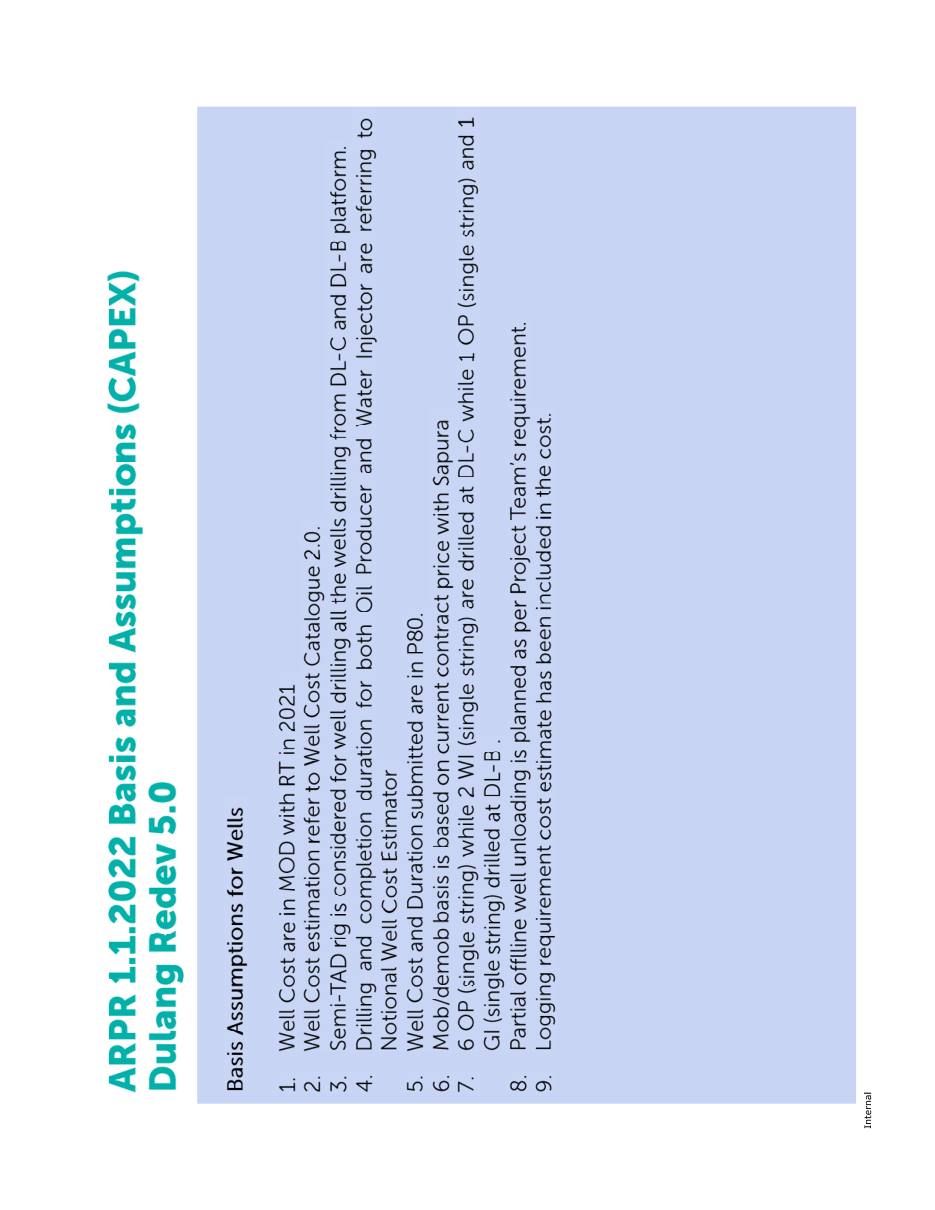 ARPR 1.1.2022 Basis and Assumptions (CAPEX)
Dulang Redev 5.0
Basis Assumptions for Wells
1. Well Cost are in MOD with RT in 2021
2. Well Cost estimation refer to Well Cost Catalogue 2.0.
3. Semi-TAD rig is considered for well drilling all the wells drilling from DL-C and DL-B platform.
4. Drilling and completion duration for both Oil Producer and Water Injector are referring to
Notional Well Cost Estimator
5. Well Cost and Duration submitted are in P80.
6. Mob/demob basis is based on current contract price with Sapura
7. 6 OP (single string) while 2 WI (single string) are drilled at DL-C while 1 OP (single string) and 1
GI (single string) drilled at DL-B .
8. Partial offilline well unloading is planned as per Project Team's requirement.
9. Logging requirement cost estimate has been included in the cost.
Internal